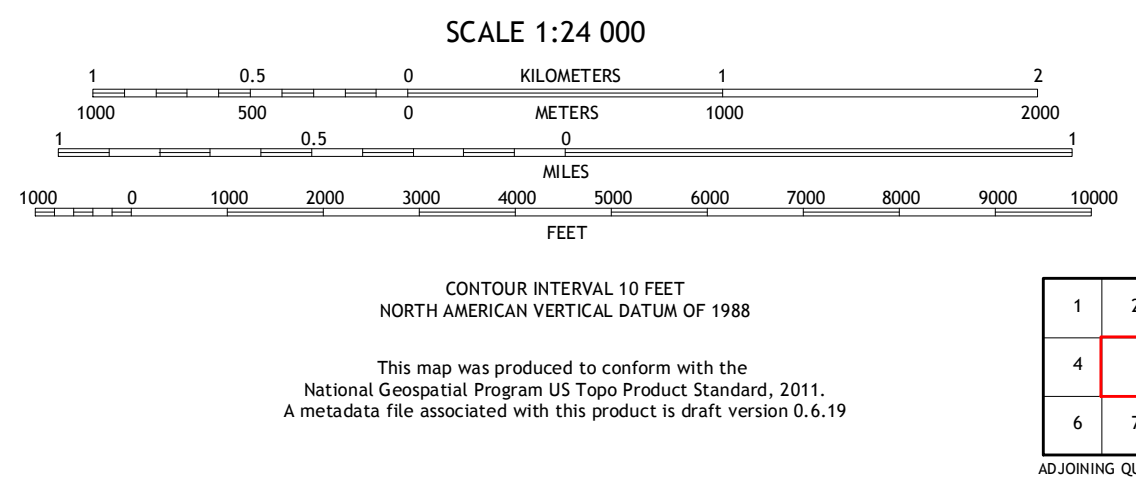 SCALE 1:24 000
1 0.5 0 KILOMETERS 1 2
1000 500 0 METERS 1000 2000
1 0.5 0 1
MILES
1000 0 1000 2000 3000 4000 5000 6000 7000 8000 9000 10000
FEET
CONTOUR INTERVAL 10 FEET
NORTH AMERICAN VERTICAL DATUM OF 1988
This map was produced to conform with the
National Geospatial Program US Topo Product Standard, 2011.
A metadata file associated with this product is draft version 0.6.19
1 2
4
6 7
ADJOINING QU